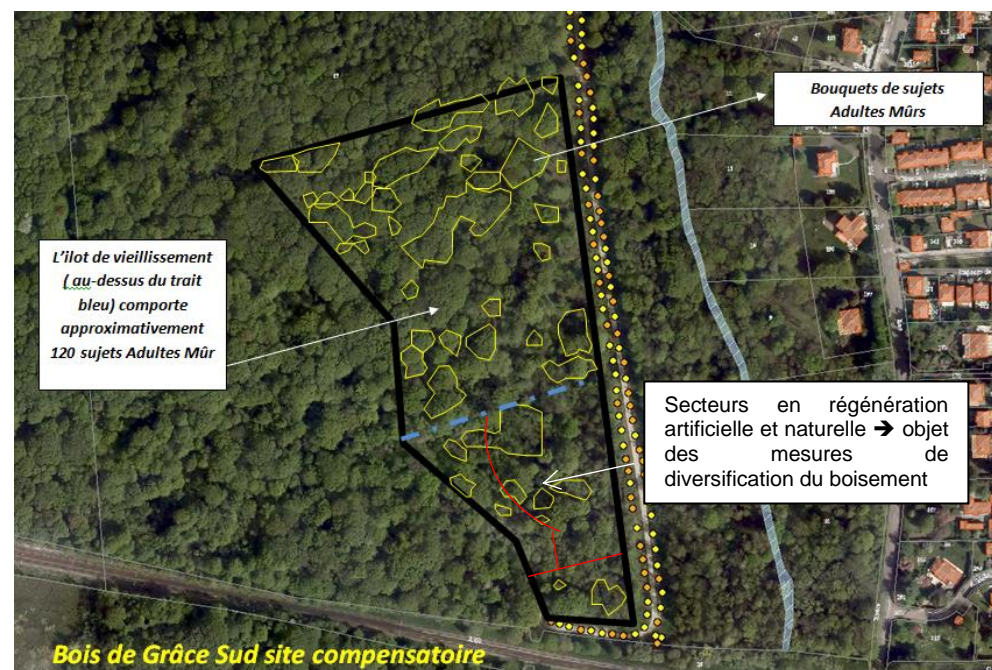 Bouquets de sujets
Adultes Mûrs
L'ilot de vieillissement
( au-dessus du trait
bleu) comporte
approximativement
120 sujets Adultes Mûr
Secteurs en régénération
artificielle et naturelle ➔ objet
des mesures de
diversification du boisement
Bois de Grâce Sud site compensatoire